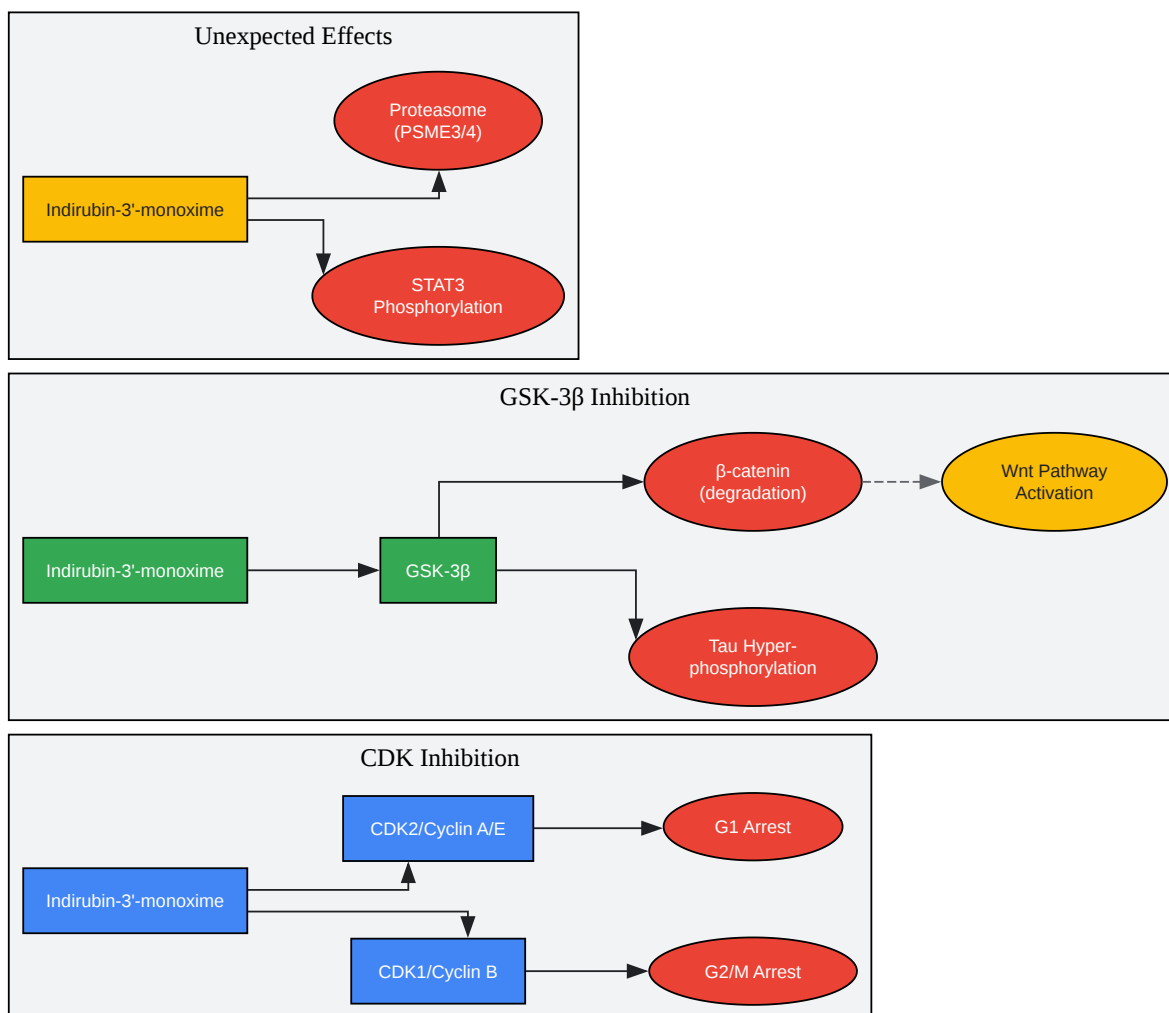 Unexpected Effects
Proteasome
(PSME3/4)
Indirubin-3'-monoxime
STAT3
Phosphorylation
GSK-3β Inhibition
β-catenin
(degradation)
Wnt Pathway
Activation
Indirubin-3'-monoxime
GSK-3β
Tau Hyper-
phosphorylation
CDK Inhibition
CDK2/Cyclin A/E
G1 Arrest
Indirubin-3'-monoxime
CDK1/Cyclin B
G2/M Arrest